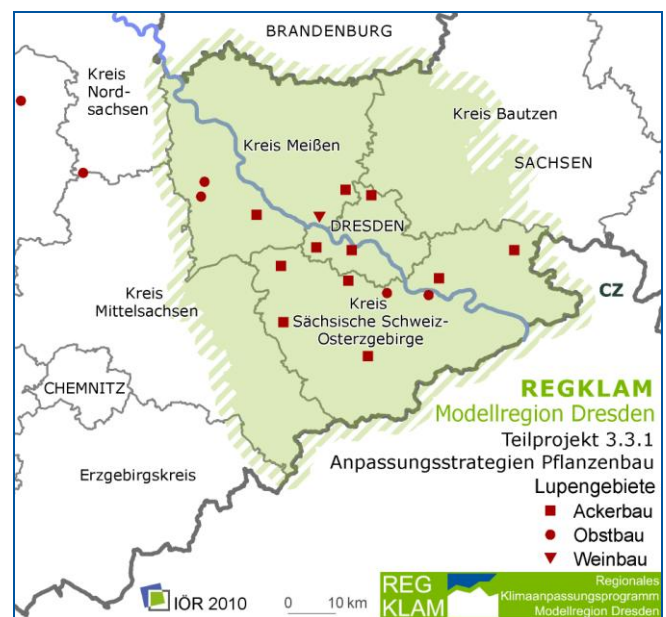 BRANDENBURG
Kreis
Nord-
sachsen
Kreis Bautzen
Kreis Meißen
SACHSEN
DRESDEN
CZ
Kreis
Mittelsachsen
Kreis
Sächsische Schweiz-
Osterzgebirge
CHEMNITZ
Erzgebirgskreis
REGKLAM
Modellregion Dresden
Teilprojekt 3.3.1
Anpassungsstrategien Pflanzenbau
Lupengebiete
Ackerbau
Obstbau
Weinbau
IÖR 2010
0 10 km
REG
KLAM
Regionales
Klimaanpassungsprogramm
Modellregion Dresden